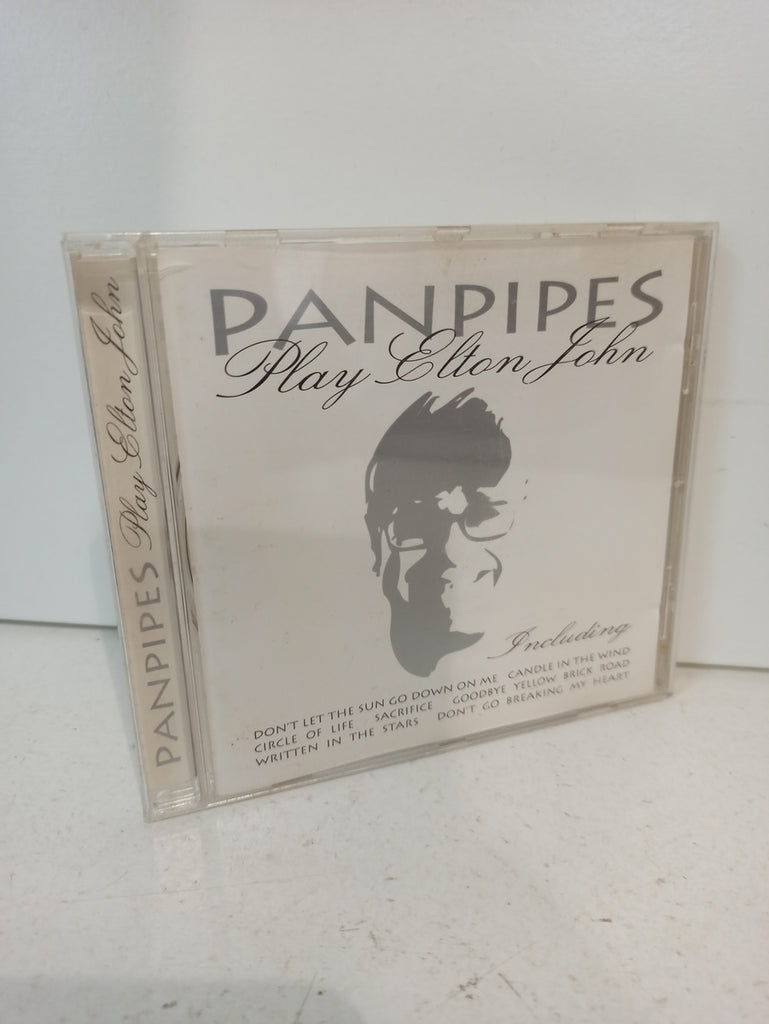 PANPIPES
Play Elton John
Including
DON'T LET THE SUN GO DOWN ON ME CANDLE IN THE WIND
CIRCLE OF LIFE SACRIFICE GOODBYE YELLOW BRICK ROAD
WRITTEN IN THE STARS DON'T GO BREAKING MY HEART
PANPIPES Play Elton John